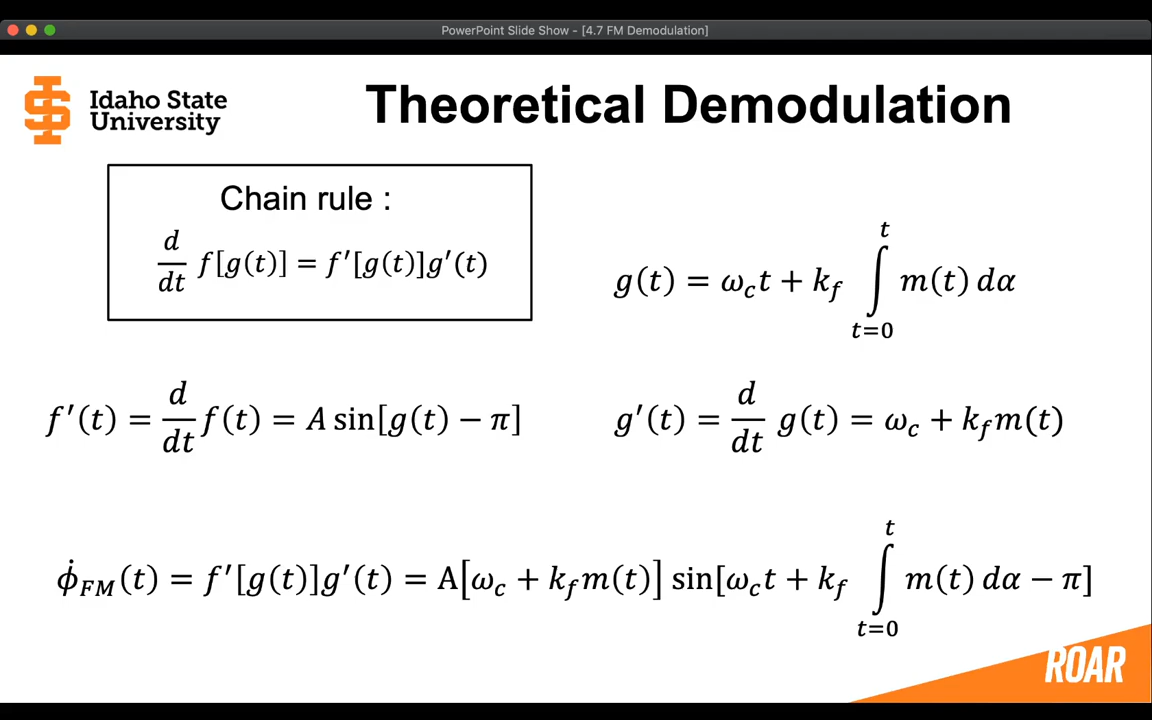 PowerPoint Slide Show - [4.7 FM Demodulation]
Idaho State
University
Theoretical Demodulation
Chain rule :
d/dt f[g(t)] = f′[g(t)]g′(t)
g(t) = ω_c t + k_f ∫_{t=0}^{t} m(t) dα
f′(t) = d/dt f(t) = A sin[g(t) − π]
g′(t) = d/dt g(t) = ω_c + k_f m(t)
ϕ̇_FM(t) = f′[g(t)]g′(t) = A[ω_c + k_f m(t)] sin[ω_c t + k_f ∫_{t=0}^{t} m(t) dα − π]
ROAR